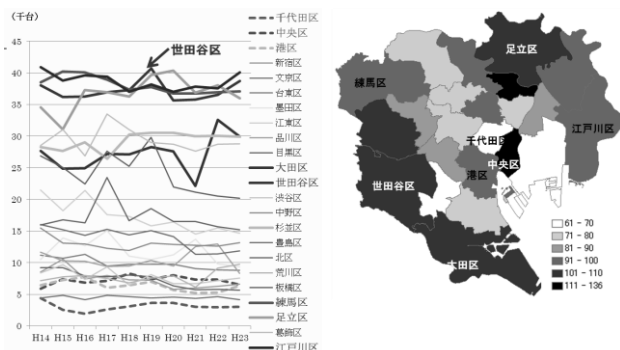 (千台)
45
40
35
30
25
20
15
10
5
0
H14 H15 H16 H17 H18 H19 H20 H21 H22 H23
世田谷区
千代田区
中央区
港区
新宿区
文京区
台東区
墨田区
江東区
品川区
目黒区
大田区
世田谷区
渋谷区
中野区
杉並区
豊島区
北区
荒川区
板橋区
練馬区
足立区
葛飾区
江戸川区
足立区
練馬区
江戸川区
千代田区
中央区
港区
世田谷区
大田区
61 - 70
71 - 80
81 - 90
91 - 100
101 - 110
111 - 136